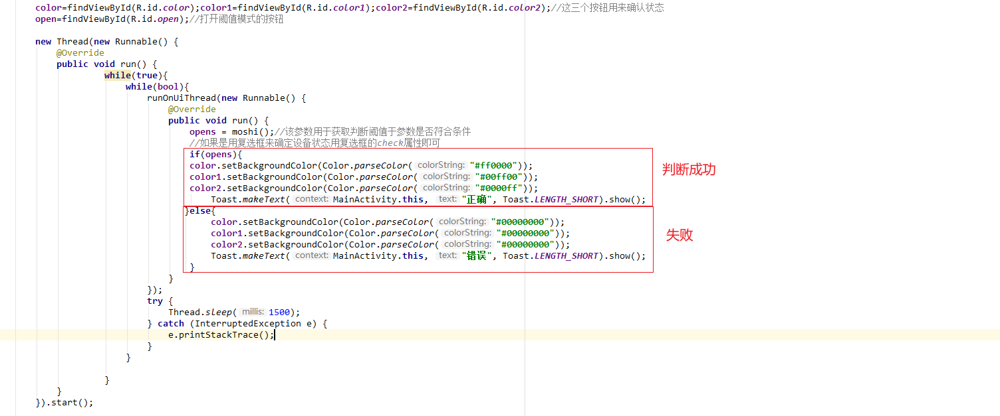 color=findViewById(R.id.color);color1=findViewById(R.id.color1);color2=findViewById(R.id.color2);//这三个按钮用来确认状态
open=findViewById(R.id.open);//打开阈值模式的按钮
new Thread(new Runnable() {
@Override
public void run() {
while(true){
while(bool){
runOnUiThread(new Runnable() {
@Override
public void run() {
opens = moshi();//该参数用于获取判断阈值于参数是否符合条件
//如果是用复选框来确定设备状态用复选框的check属性即可
if(opens){
color.setBackgroundColor(Color.parseColor( colorString: "#ff0000"));
color1.setBackgroundColor(Color.parseColor( colorString: "#00ff00"));
color2.setBackgroundColor(Color.parseColor( colorString: "#0000ff"));
Toast.makeText( context: MainActivity.this, text: "正确", Toast.LENGTH_SHORT).show();
判断成功
}else{
color.setBackgroundColor(Color.parseColor( colorString: "#00000000"));
color1.setBackgroundColor(Color.parseColor( colorString: "#00000000"));
color2.setBackgroundColor(Color.parseColor( colorString: "#00000000"));
Toast.makeText( context: MainActivity.this, text: "错误", Toast.LENGTH_SHORT).show();
失败
}
}
});
try {
Thread.sleep( millis: 1500);
} catch (InterruptedException e) {
e.printStackTrace();
}
}
}
}
}).start();